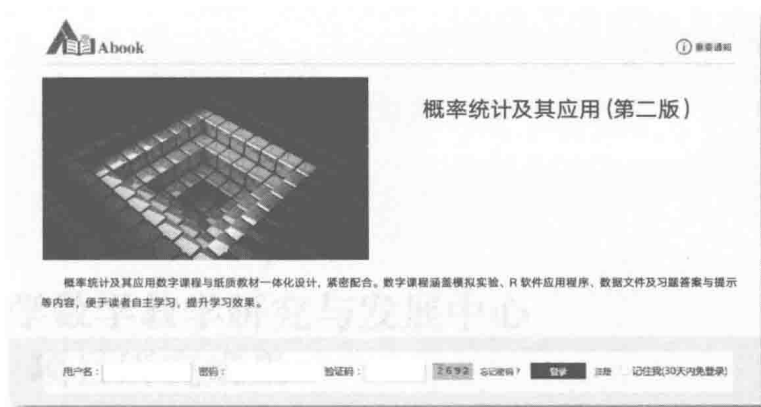 Abook
重要通知
概率统计及其应用(第二版)
概率统计及其应用数字课程与纸质教材一体化设计，紧密配合。数字课程涵盖模拟实验、R 软件应用程序、数据文件及习题答案与提示
等内容，便于读者自主学习，提升学习效果。
用户名： 密码： 验证码： 2692 忘记密码？ 登录 注册 记住我(30天内免登录)